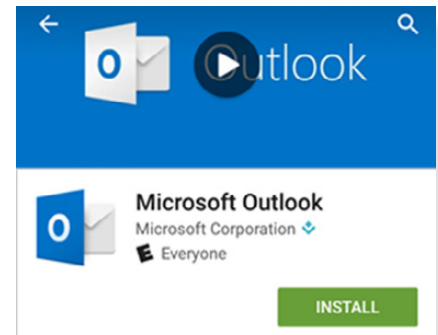 Outlook
Microsoft Outlook
Microsoft Corporation
E Everyone
INSTALL